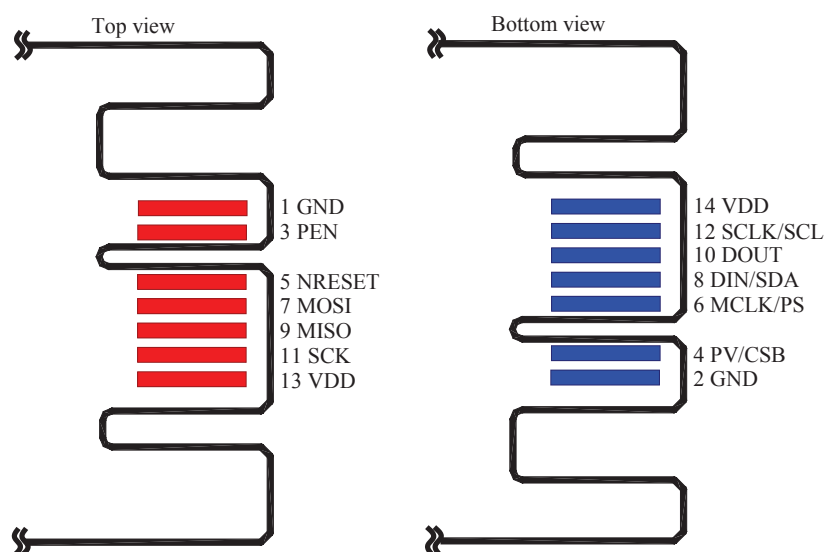 Top view
1 GND
3 PEN
5 NRESET
7 MOSI
9 MISO
11 SCK
13 VDD
Bottom view
14 VDD
12 SCLK/SCL
10 DOUT
8 DIN/SDA
6 MCLK/PS
4 PV/CSB
2 GND